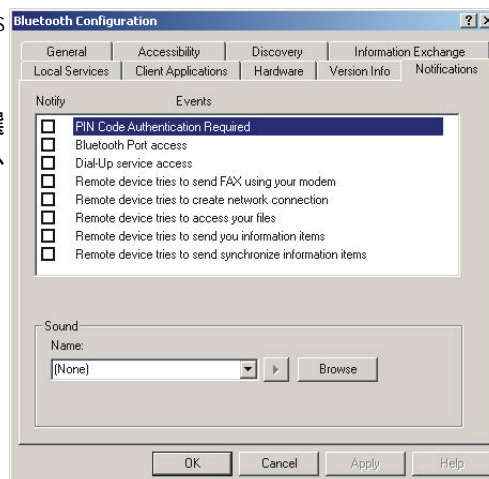 Bluetooth Configuration
General Accessibility Discovery Information Exchange
Local Services Client Applications Hardware Version Info Notifications
Notify Events
PIN Code Authentication Required
Bluetooth Port access
Dial-Up service access
Remote device tries to send FAX using your modem
Remote device tries to create network connection
Remote device tries to access your files
Remote device tries to send you information items
Remote device tries to send synchronize information items
Sound
Name:
(None) Browse
OK Cancel Apply Help